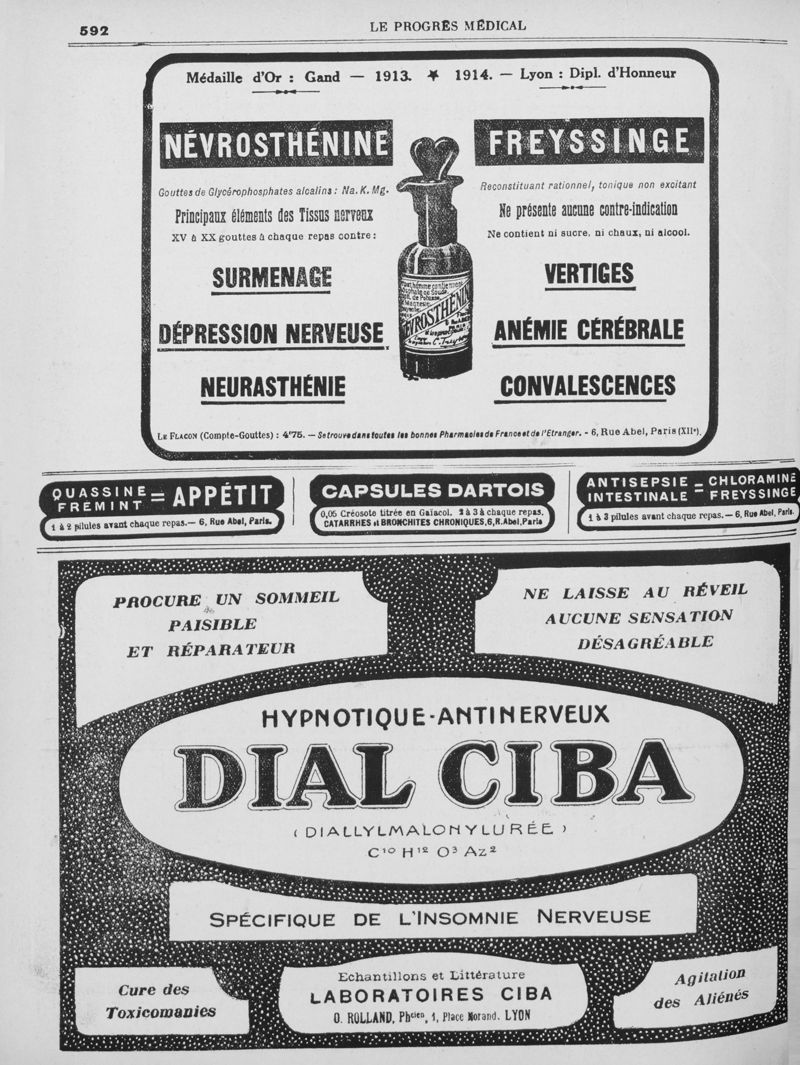 592
LE PROGRÈS MÉDICAL
Médaille d'Or : Gand — 1913. ★ 1914. — Lyon : Dipl. d'Honneur
NÉVROSTHÉNINE
FREYSSINGE
Gouttes de Glycérophosphates alcalins : Na. K. Mg.
Principaux éléments des Tissus nerveux
XV à XX gouttes à chaque repas contre :
SURMENAGE
DÉPRESSION NERVEUSE
NEURASTHÉNIE
Reconstituant rationnel, tonique non excitant
Ne présente aucune contre-indication
Ne contient ni sucre, ni chaux, ni alcool.
VERTIGES
ANÉMIE CÉRÉBRALE
CONVALESCENCES
NÉVROSTHÉNINE
LE FLACON (Compte-Gouttes) : 4f75. — Se trouve dans toutes les bonnes Pharmacies de France et de l'Étranger. - 6, Rue Abel, Paris (XIIe).
QUASSINE FREMINT = APPÉTIT
1 à 2 pilules avant chaque repas. — 6, Rue Abel, Paris.
CAPSULES DARTOIS
0,05 Créosote titrée en Gaïacol. 2 à 3 à chaque repas.
CATARRHES et BRONCHITES CHRONIQUES, 6, R. Abel, Paris
ANTISEPSIE INTESTINALE = CHLORAMINE FREYSSINGE
1 à 3 pilules avant chaque repas. — 6, Rue Abel, Paris.
PROCURE UN SOMMEIL
PAISIBLE
ET RÉPARATEUR
NE LAISSE AU RÉVEIL
AUCUNE SENSATION
DÉSAGRÉABLE
HYPNOTIQUE-ANTINERVEUX
DIAL CIBA
(DIALLYLMALONYLURÉE)
C¹⁰ H¹² O³ Az²
SPÉCIFIQUE DE L'INSOMNIE NERVEUSE
Cure des
Toxicomanies
Echantillons et Littérature
LABORATOIRES CIBA
O. ROLLAND, Phcien, 1, Place Morand. LYON
Agitation
des Aliénés